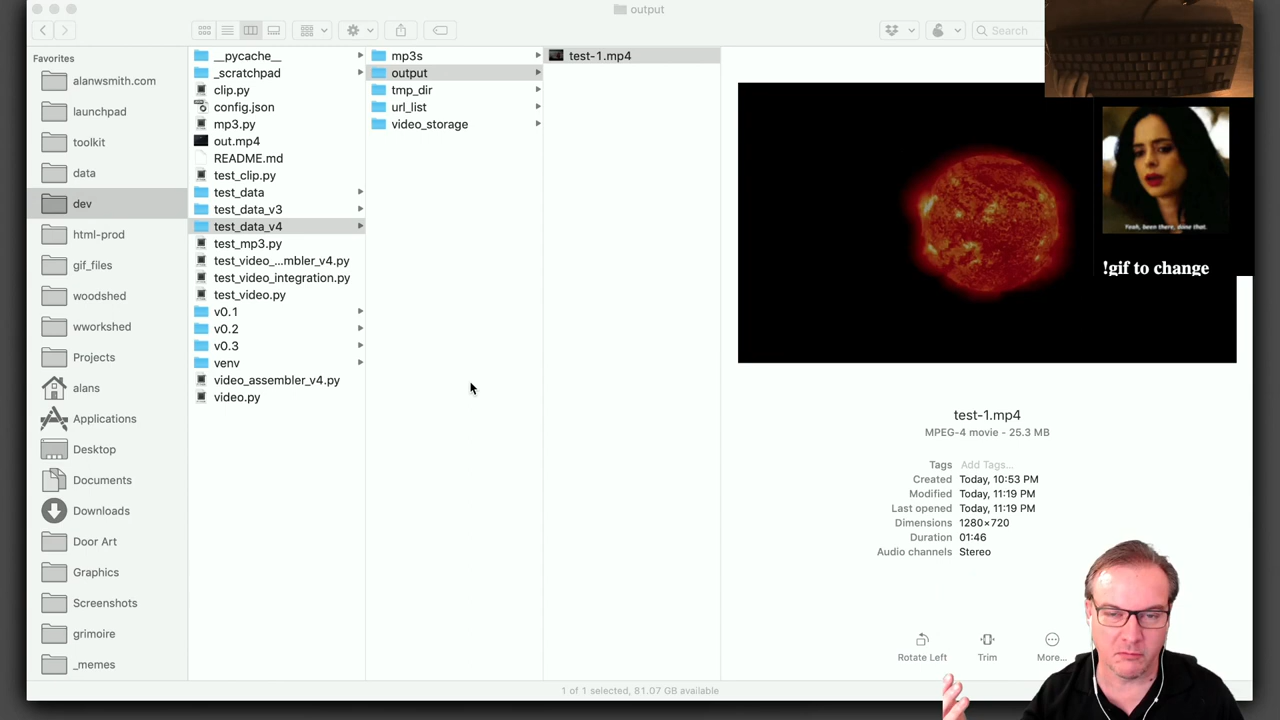 output
Search
Favorites
alanwsmith.com
launchpad
toolkit
data
dev
html-prod
gif_files
woodshed
wworkshed
Projects
alans
Applications
Desktop
Documents
Downloads
Door Art
Graphics
Screenshots
grimoire
_memes
__pycache__
_scratchpad
clip.py
config.json
mp3.py
out.mp4
README.md
test_clip.py
test_data
test_data_v3
test_data_v4
test_mp3.py
test_video_...mbler_v4.py
test_video_integration.py
test_video.py
v0.1
v0.2
v0.3
venv
video_assembler_v4.py
video.py
mp3s
output
tmp_dir
url_list
video_storage
test-1.mp4
Yeah, been there, done that.
!gif to change
test-1.mp4
MPEG-4 movie - 25.3 MB
Tags Add Tags...
Created Today, 10:53 PM
Modified Today, 11:19 PM
Last opened Today, 11:19 PM
Dimensions 1280×720
Duration 01:46
Audio channels Stereo
Rotate Left
Trim
More...
1 of 1 selected, 81.07 GB available